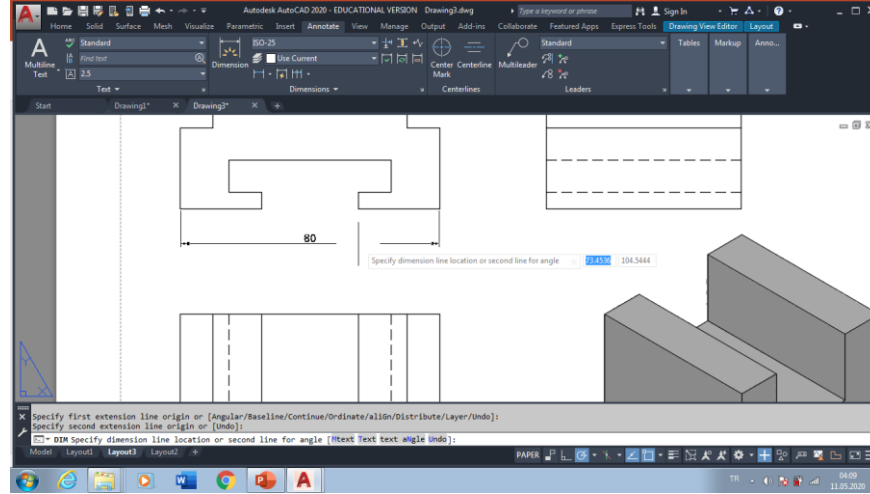 Autodesk AutoCAD 2020 - EDUCATIONAL VERSION Drawing3.dwg
Type a keyword or phrase
Sign In
Home Solid Surface Mesh Visualize Parametric Insert Annotate View Manage Output Add-ins Collaborate Featured Apps Express Tools Drawing View Editor Layout
A
Multiline
Text
Standard
Find text
2.5
Dimension
ISO-25
Use Current
Center
Mark
Centerline
Multileader
Standard
Tables Markup Anno...
Text
Dimensions
Centerlines
Leaders
Start Drawing1* Drawing3*
80
Specify dimension line location or second line for angle 73.4536 104.5444
Y
X
Specify first extension line origin or [Angular/Baseline/Continue/Ordinate/aliGn/Distribute/Layer/Undo]:
Specify second extension line origin or [Undo]:
DIM Specify dimension line location or second line for angle [Mtext Text text aNgle Undo]:
Model Layout1 Layout3 Layout2 +
PAPER
TR
04:09
11.05.2020